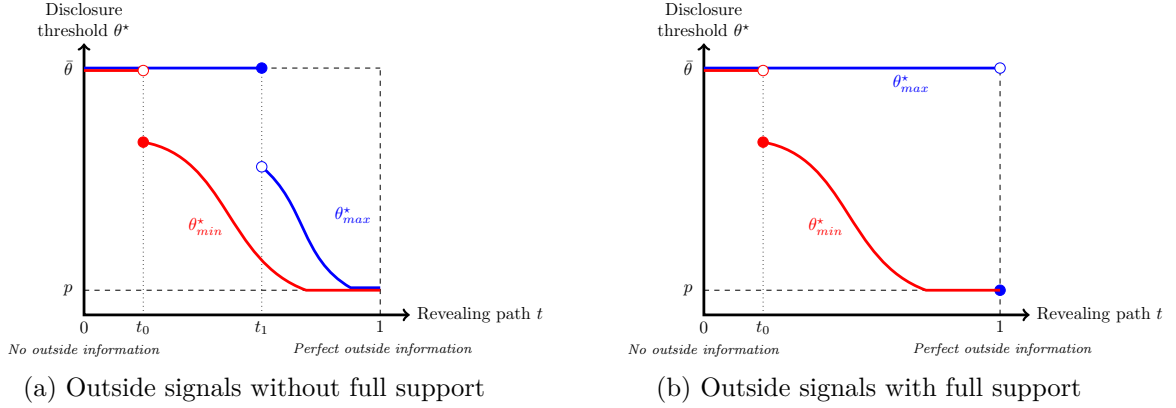 Disclosure
threshold θ⋆
θ̄
θ⋆min
θ⋆max
p
0
t₀
t₁
1
Revealing path t
No outside information
Perfect outside information
(a) Outside signals without full support
Disclosure
threshold θ⋆
θ̄
θ⋆max
θ⋆min
p
0
t₀
1
Revealing path t
No outside information
Perfect outside information
(b) Outside signals with full support